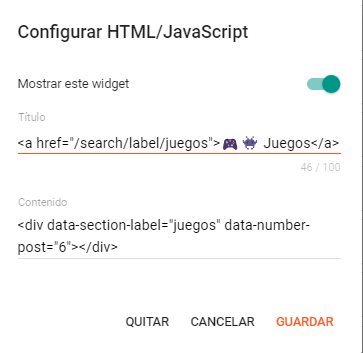 Configurar HTML/JavaScript
Mostrar este widget
Título
<a href="/search/label/juegos">🎮 👾 Juegos</a>
46 / 100
Contenido
<div data-section-label="juegos" data-number-
post="6"></div>
QUITAR CANCELAR GUARDAR